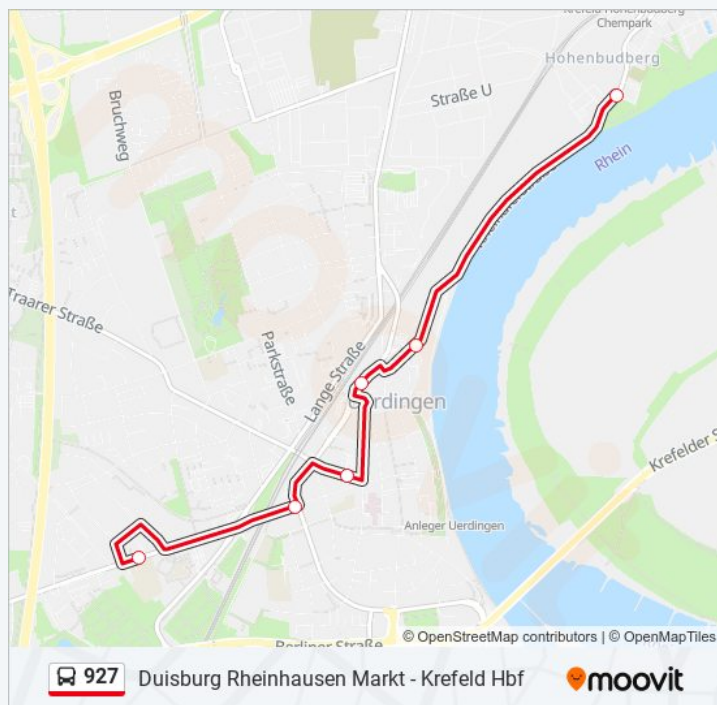 Krefeld Hohenbudberg
Chempark
Hohenbudberg
Straße U
Bruchweg
Rhein
Traarer Straße
Parkstraße
Lange Straße
Uerdingen
Krefelder S
Anleger Uerdingen
Berliner Straße
© OpenStreetMap contributors | © OpenMapTiles
927 Duisburg Rheinhausen Markt - Krefeld Hbf moovit